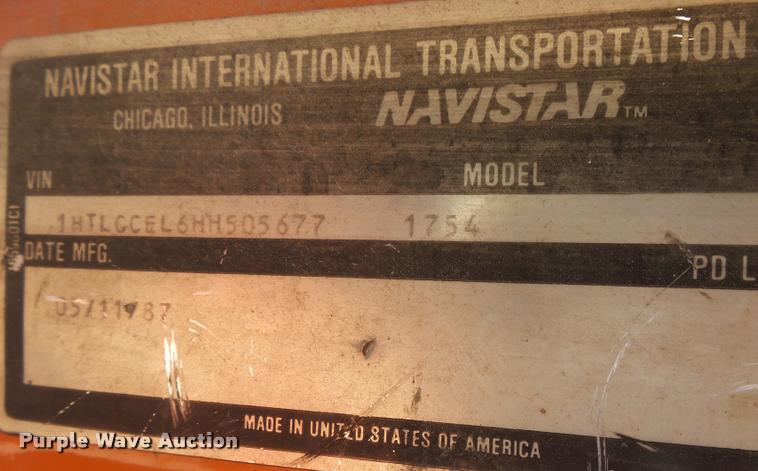 NAVISTAR INTERNATIONAL TRANSPORTATION
CHICAGO, ILLINOIS NAVISTAR™
VIN MODEL
1HTLCCEL6HH505677 1754
DATE MFG. PD L
05/11/87
MADE IN UNITED STATES OF AMERICA
Purple Wave Auction